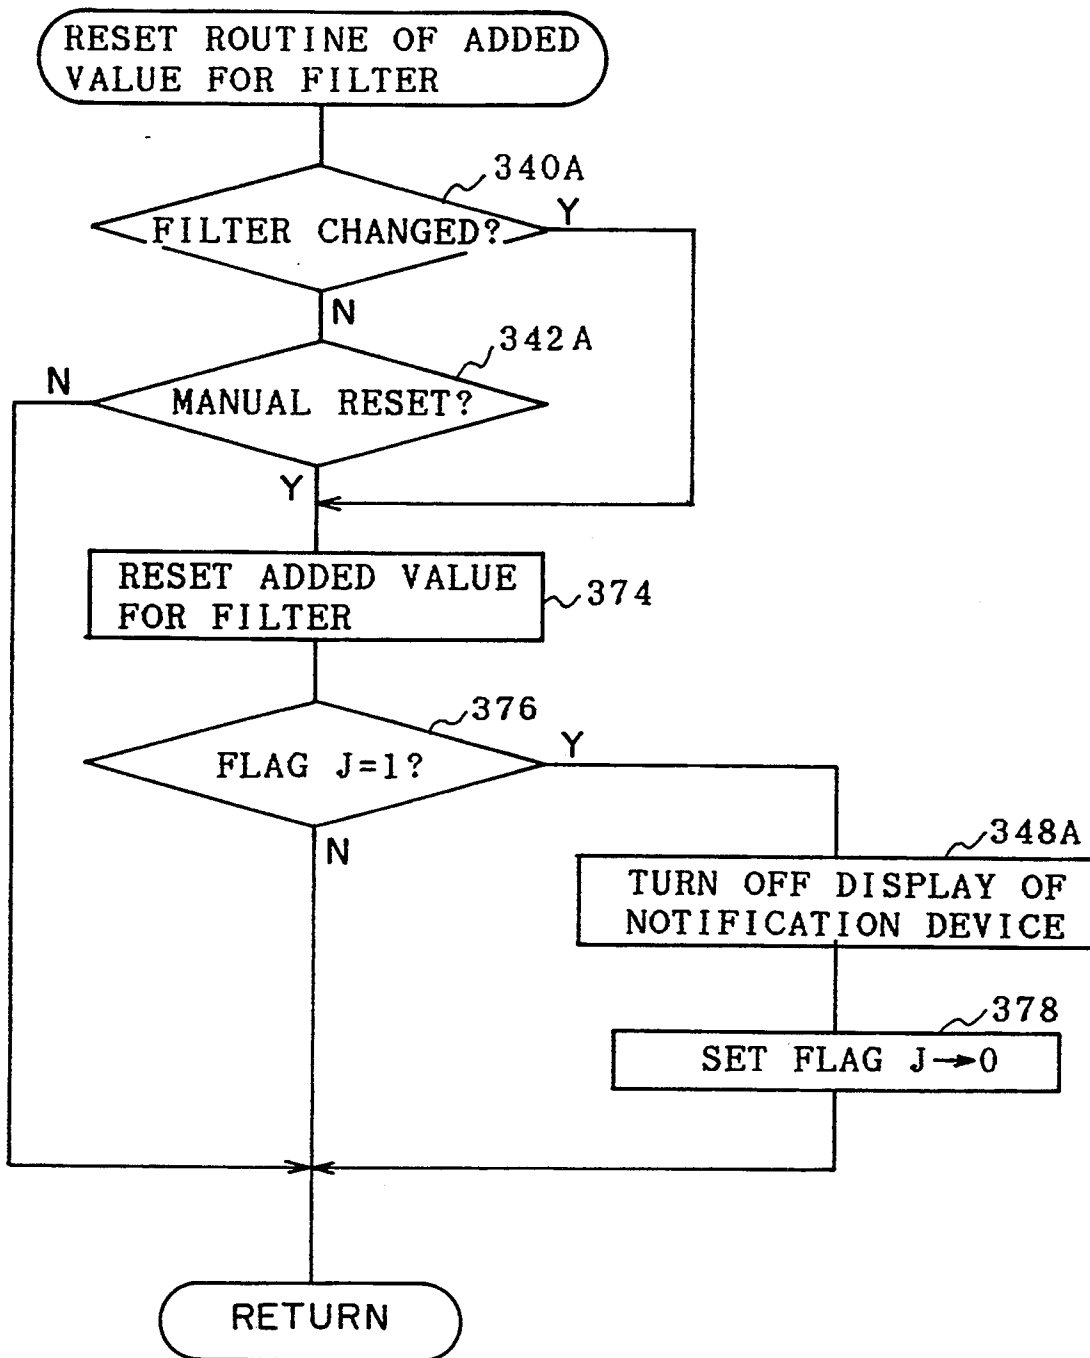 RESET ROUTINE OF ADDED
VALUE FOR FILTER
340A
FILTER CHANGED?
Y
N
342A
N
MANUAL RESET?
Y
RESET ADDED VALUE
FOR FILTER
374
376
FLAG J=1?
Y
N
348A
TURN OFF DISPLAY OF
NOTIFICATION DEVICE
378
SET FLAG J→0
RETURN